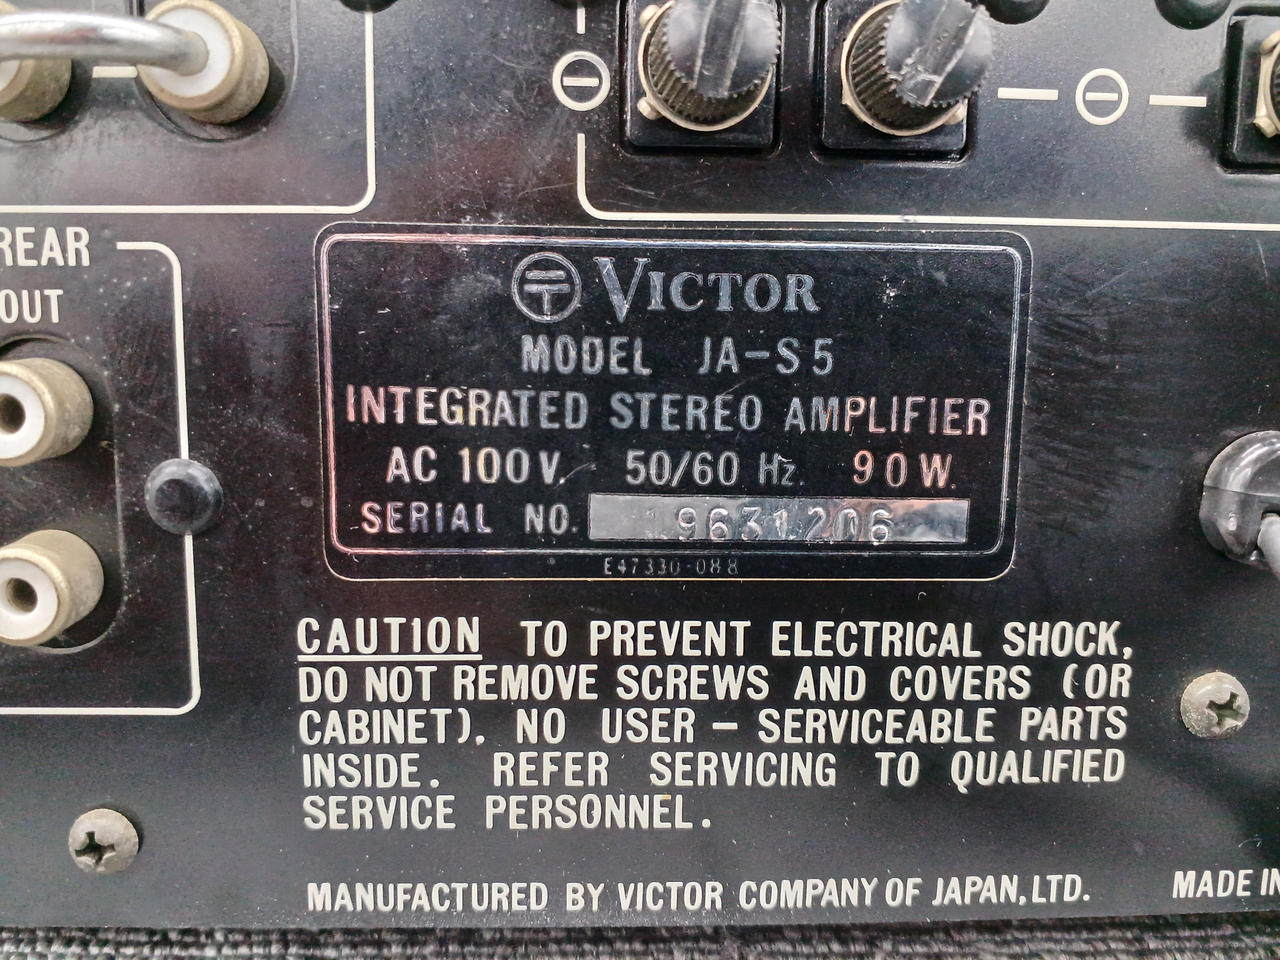 REAR
OUT
VICTOR
MODEL JA-S5
INTEGRATED STEREO AMPLIFIER
AC 100V. 50/60 Hz. 90W.
SERIAL NO. 19631206
E47330-088
CAUTION TO PREVENT ELECTRICAL SHOCK,
DO NOT REMOVE SCREWS AND COVERS (OR
CABINET). NO USER – SERVICEABLE PARTS
INSIDE. REFER SERVICING TO QUALIFIED
SERVICE PERSONNEL.
MANUFACTURED BY VICTOR COMPANY OF JAPAN, LTD.
MADE IN